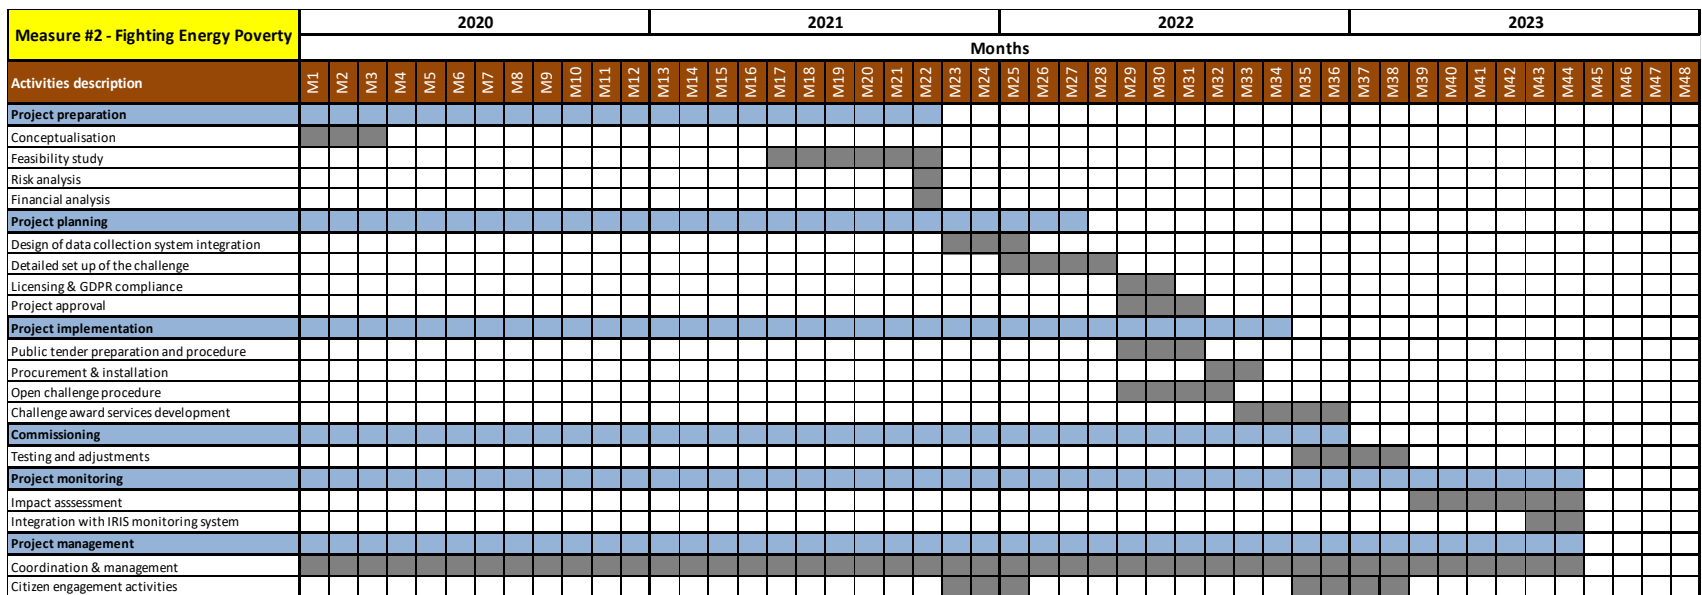 Measure #2 - Fighting Energy Poverty
2020 2021 2022 2023
Months
Activities description M1 M2 M3 M4 M5 M6 M7 M8 M9 M10 M11 M12 M13 M14 M15 M16 M17 M18 M19 M20 M21 M22 M23 M24 M25 M26 M27 M28 M29 M30 M31 M32 M33 M34 M35 M36 M37 M38 M39 M40 M41 M42 M43 M44 M45 M46 M47 M48
Project preparation
Conceptualisation
Feasibility study
Risk analysis
Financial analysis
Project planning
Design of data collection system integration
Detailed set up of the challenge
Licensing & GDPR compliance
Project approval
Project implementation
Public tender preparation and procedure
Procurement & installation
Open challenge procedure
Challenge award services development
Commissioning
Testing and adjustments
Project monitoring
Impact asssessment
Integration with IRIS monitoring system
Project management
Coordination & management
Citizen engagement activities